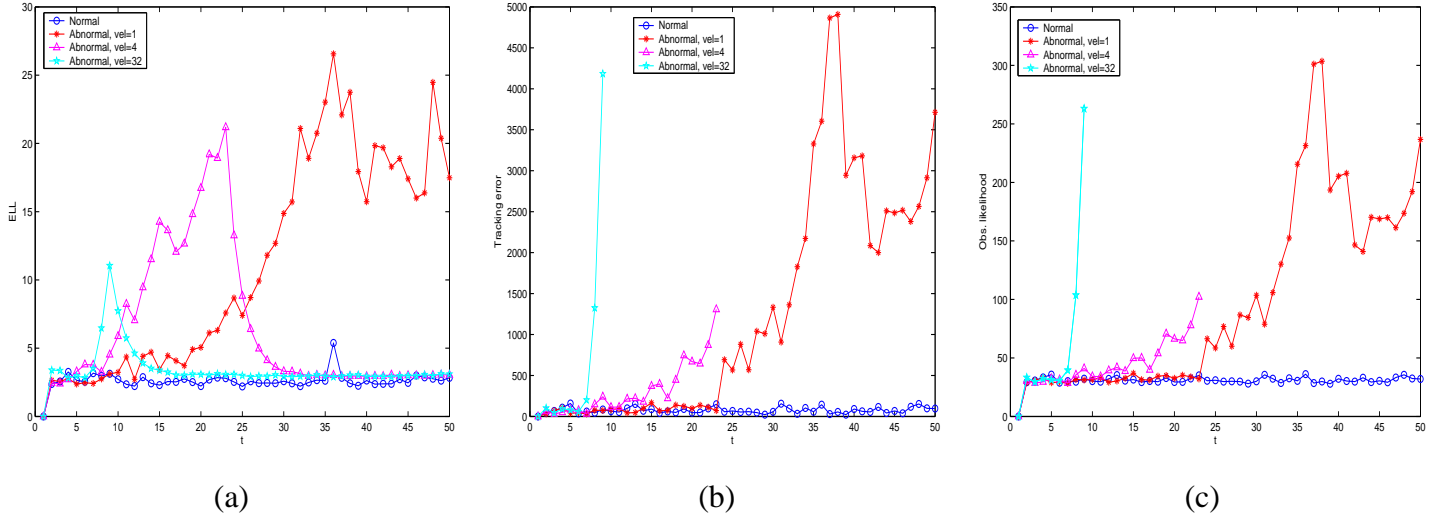 ELL
30
25
20
15
10
5
0
0 5 10 15 20 25 30 35 40 45 50
t
Normal
Abnormal, vel=1
Abnormal, vel=4
Abnormal, vel=32
(a)
Tracking error
5000
4500
4000
3500
3000
2500
2000
1500
1000
500
0
0 5 10 15 20 25 30 35 40 45 50
t
Normal
Abnormal, vel=1
Abnormal, vel=4
Abnormal, vel=32
(b)
Obs. likelihood
350
300
250
200
150
100
50
0
0 5 10 15 20 25 30 35 40 45 50
t
Normal
Abnormal, vel=1
Abnormal, vel=4
Abnormal, vel=32
(c)